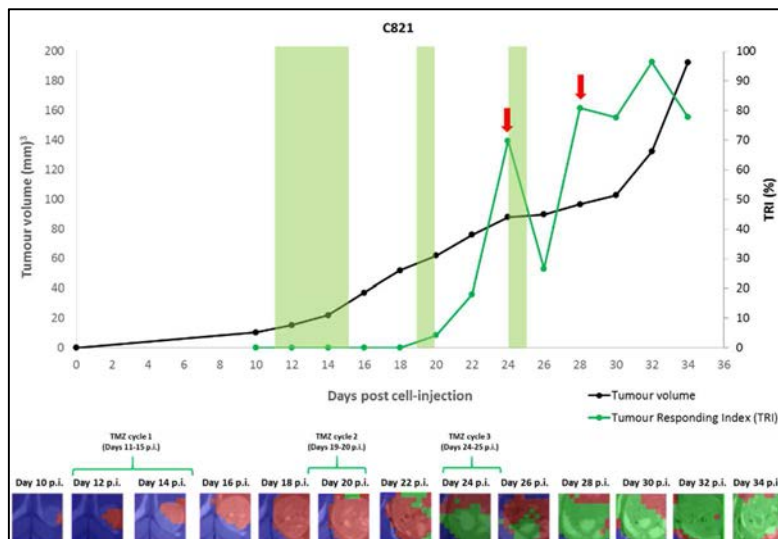 C821
200
180
160
140
120
100
80
60
40
20
0
Tumour volume (mm)³
100
90
80
70
60
50
40
30
20
10
0
TRI (%)
0 2 4 6 8 10 12 14 16 18 20 22 24 26 28 30 32 34 36
Days post cell-injection
Tumour volume
Tumour Responding Index (TRI)
TMZ cycle 1
(Days 11-15 p.i.)
TMZ cycle 2
(Days 19-20 p.i.)
TMZ cycle 3
(Days 24-25 p.i.)
Day 10 p.i. Day 12 p.i. Day 14 p.i. Day 16 p.i. Day 18 p.i. Day 20 p.i. Day 22 p.i. Day 24 p.i. Day 26 p.i. Day 28 p.i. Day 30 p.i. Day 32 p.i. Day 34 p.i.